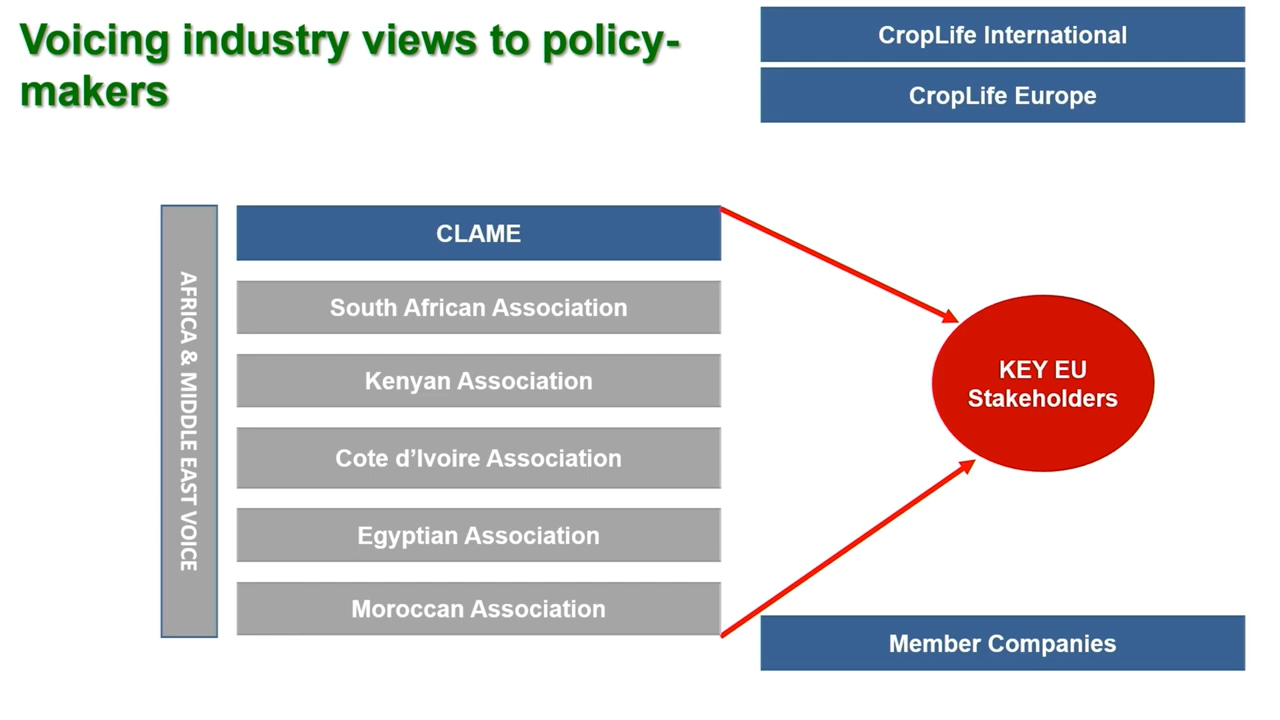 Voicing industry views to policy-
makers
CropLife International
CropLife Europe
AFRICA & MIDDLE EAST VOICE
CLAME
South African Association
Kenyan Association
Cote d’Ivoire Association
Egyptian Association
Moroccan Association
KEY EU
Stakeholders
Member Companies